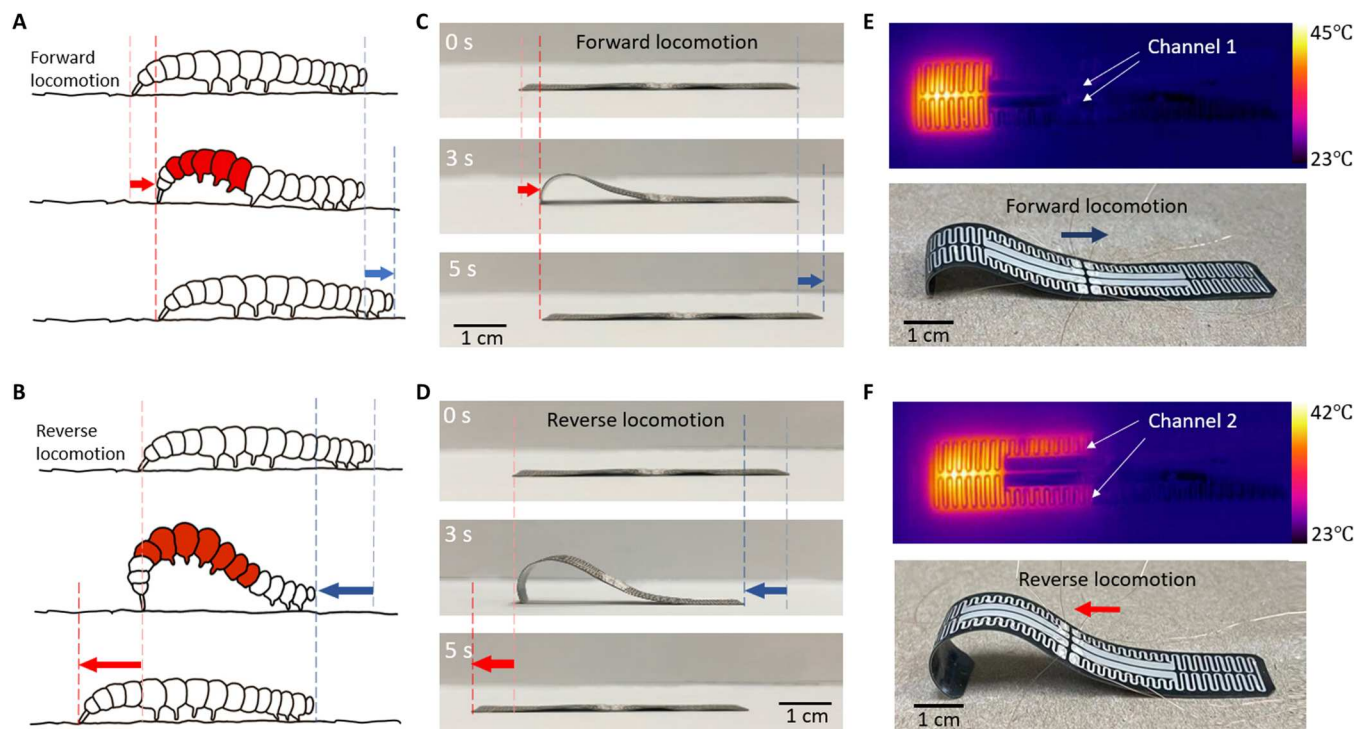 A
Forward
locomotion
B
Reverse
locomotion
C
0 s
Forward locomotion
3 s
5 s
1 cm
D
0 s
Reverse locomotion
3 s
5 s
1 cm
E
Channel 1
45℃
23℃
Forward locomotion
1 cm
F
Channel 2
42℃
23℃
Reverse locomotion
1 cm